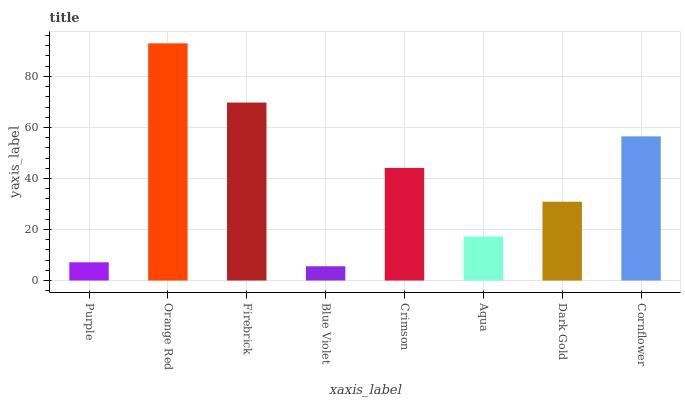 title
yaxis_label
80
60
40
20
0
Purple
Orange Red
Firebrick
Blue Violet
Crimson
Aqua
Dark Gold
Cornflower
xaxis_label